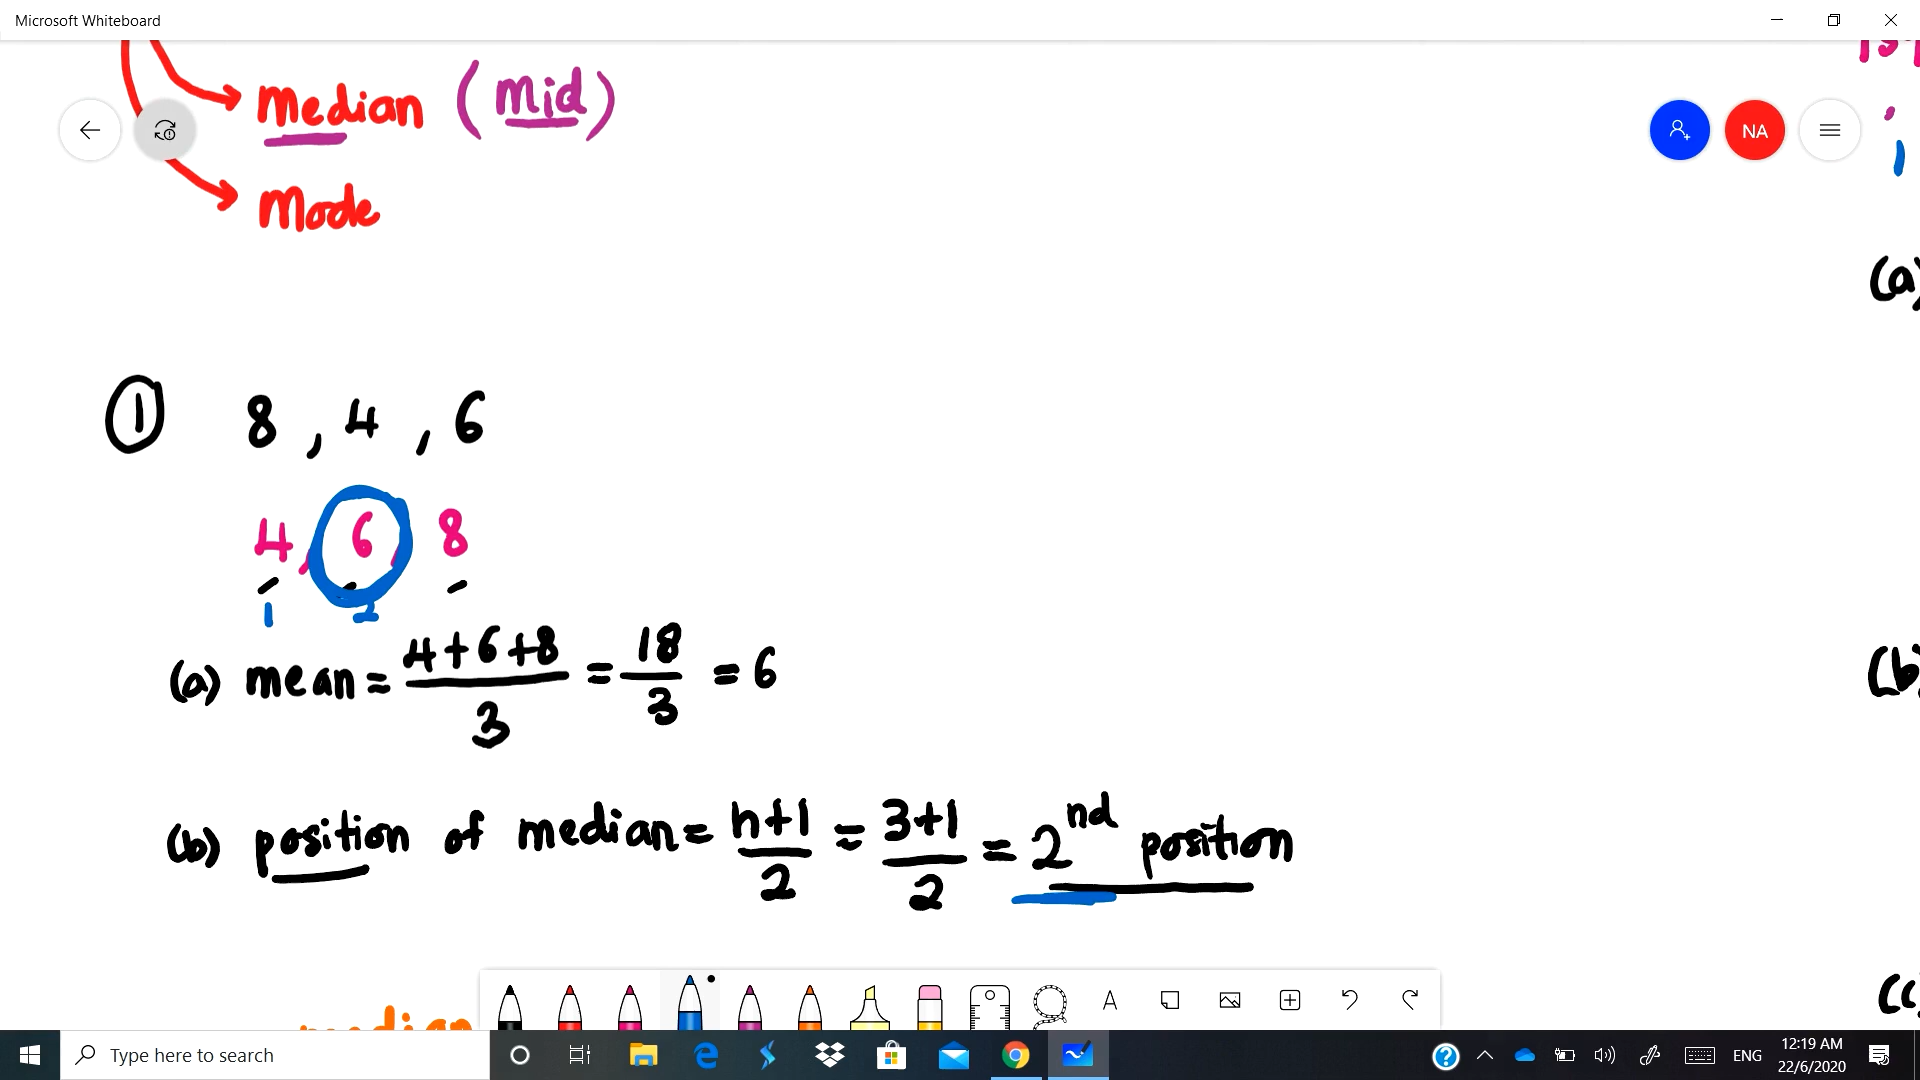 Microsoft Whiteboard
Median (Mid)
NA
1
Mode
(a)
① 8 , 4 , 6
4, 6, 8
1 2
(a) mean = 4+6+8/3 = 18/3 = 6
(b)
(b) position of median = n+1/2 = 3+1/2 = 2nd position
median
A
Type here to search
ENG
12:19 AM
22/6/2020